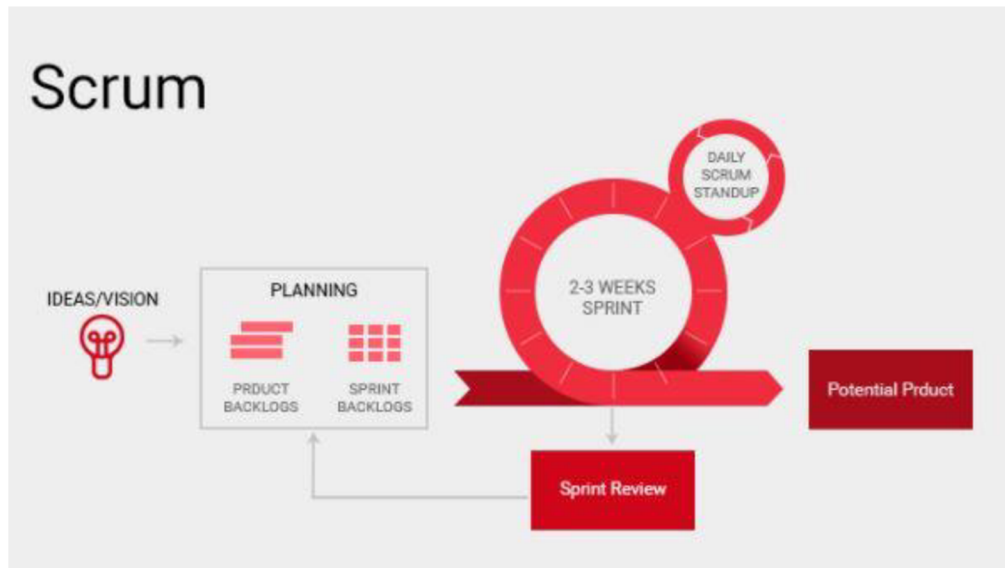 Scrum
DAILY
SCRUM
STANDUP
IDEAS/VISION
PLANNING
2-3 WEEKS
SPRINT
PRDUCT
BACKLOGS
SPRINT
BACKLOGS
Potential Prduct
Sprint Review